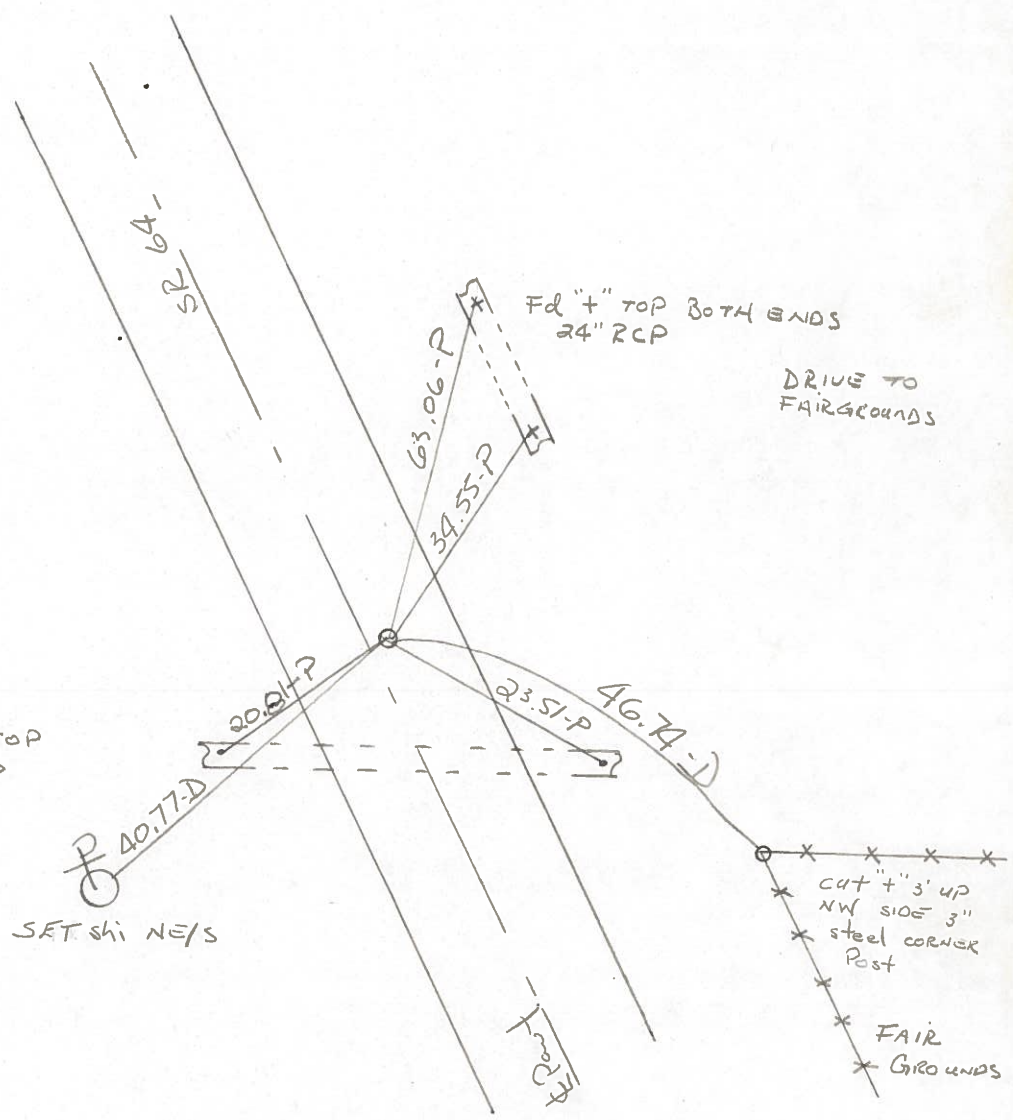 SR 64
Fd "+" TOP BOTH ENDS
24" RCP
DRIVE TO
FAIRGROUNDS
63.06-P
34.55-P
20.81-P
23.51-P
46.74-D
TOP
40.77-D
P
SET Shi NE/S
cut "+" 3' up
NW SIDE 3"
steel CORNER
Post
FAIR
GROUNDS